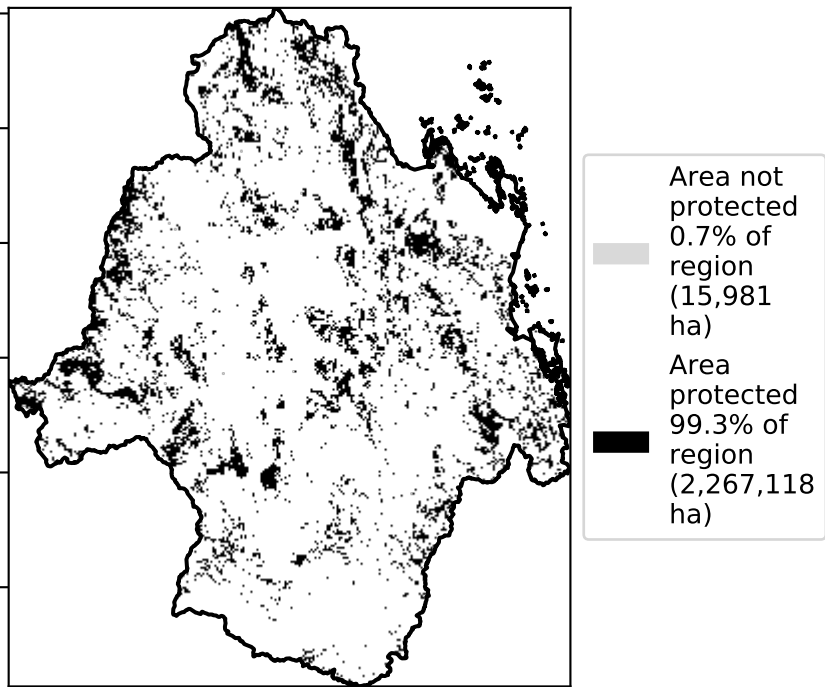 Area not
protected
0.7% of
region
(15,981
ha)
Area
protected
99.3% of
region
(2,267,118
ha)